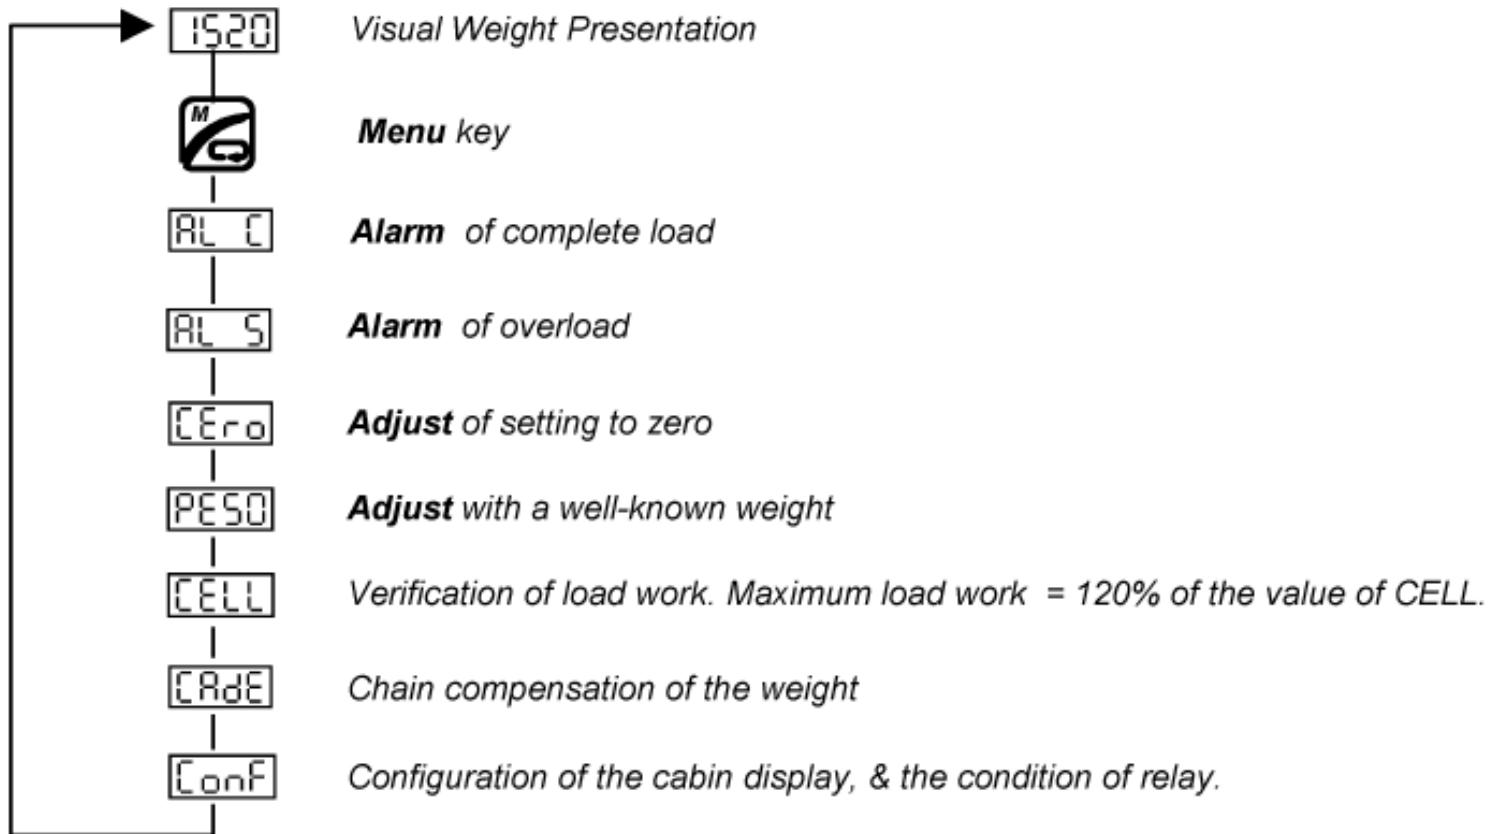 1520 Visual Weight Presentation
M Menu key
AL C Alarm of complete load
AL S Alarm of overload
CEro Adjust of setting to zero
PESO Adjust with a well-known weight
CELL Verification of load work. Maximum load work = 120% of the value of CELL.
CAdE Chain compensation of the weight
ConF Configuration of the cabin display, & the condition of relay.